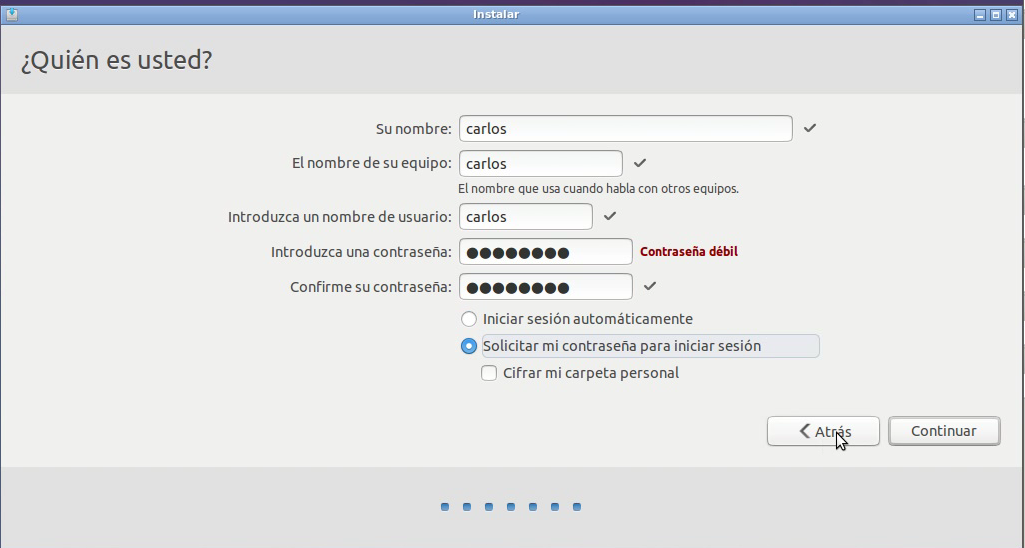 Instalar
¿Quién es usted?
Su nombre: carlos
El nombre de su equipo: carlos
El nombre que usa cuando habla con otros equipos.
Introduzca un nombre de usuario: carlos
Introduzca una contraseña: ●●●●●●●● Contraseña débil
Confirme su contraseña: ●●●●●●●●
Iniciar sesión automáticamente
Solicitar mi contraseña para iniciar sesión
Cifrar mi carpeta personal
Atrás Continuar